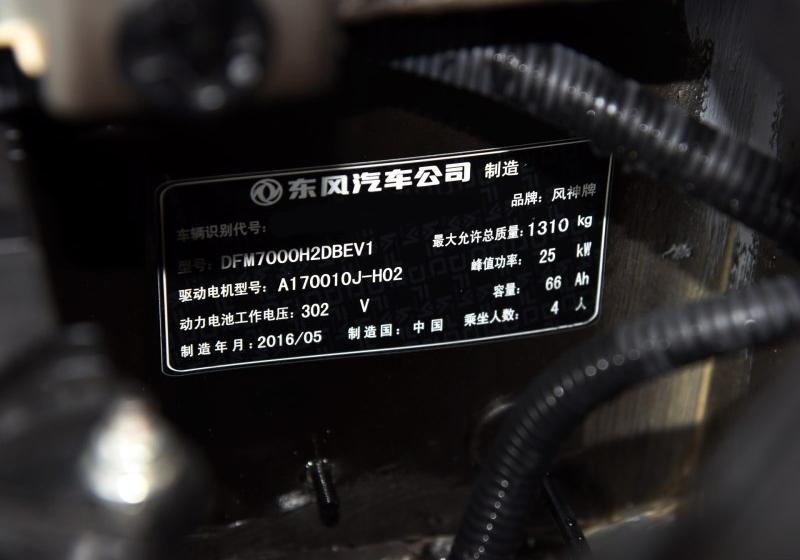 东风汽车公司 制造
品牌：风神牌
车辆识别代号：
型号：DFM7000H2DBEV1 最大允许总质量：1310 kg
驱动电机型号：A170010J-H02 峰值功率：25 kW
动力电池工作电压：302 V 容量：66 Ah
制造年月：2016/05 制造国：中国 乘坐人数：4 人